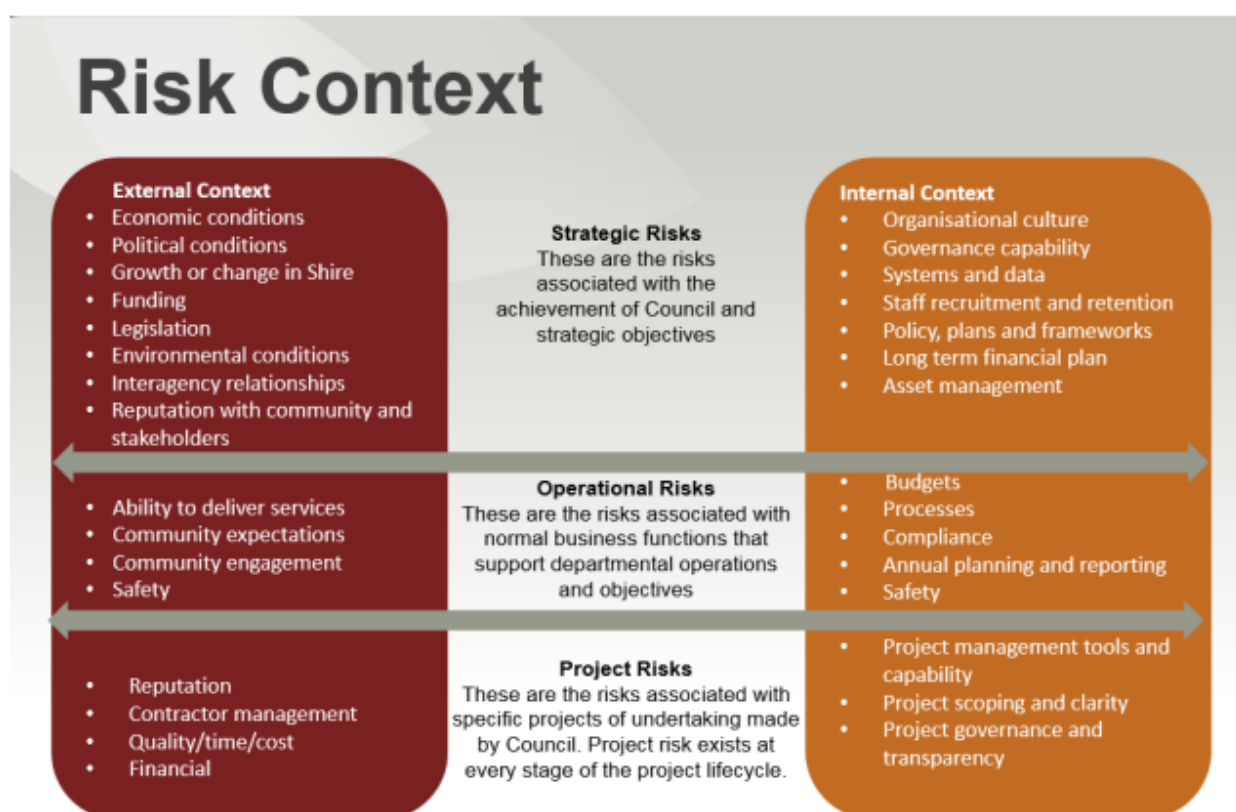 Risk Context
External Context
• Economic conditions
• Political conditions
• Growth or change in Shire
• Funding
• Legislation
• Environmental conditions
• Interagency relationships
• Reputation with community and
stakeholders
Strategic Risks
These are the risks
associated with the
achievement of Council and
strategic objectives
Internal Context
• Organisational culture
• Governance capability
• Systems and data
• Staff recruitment and retention
• Policy, plans and frameworks
• Long term financial plan
• Asset management
• Ability to deliver services
• Community expectations
• Community engagement
• Safety
Operational Risks
These are the risks associated with
normal business functions that
support departmental operations
and objectives
• Budgets
• Processes
• Compliance
• Annual planning and reporting
• Safety
• Reputation
• Contractor management
• Quality/time/cost
• Financial
Project Risks
These are the risks associated with
specific projects of undertaking made
by Council. Project risk exists at
every stage of the project lifecycle.
• Project management tools and
capability
• Project scoping and clarity
• Project governance and
transparency